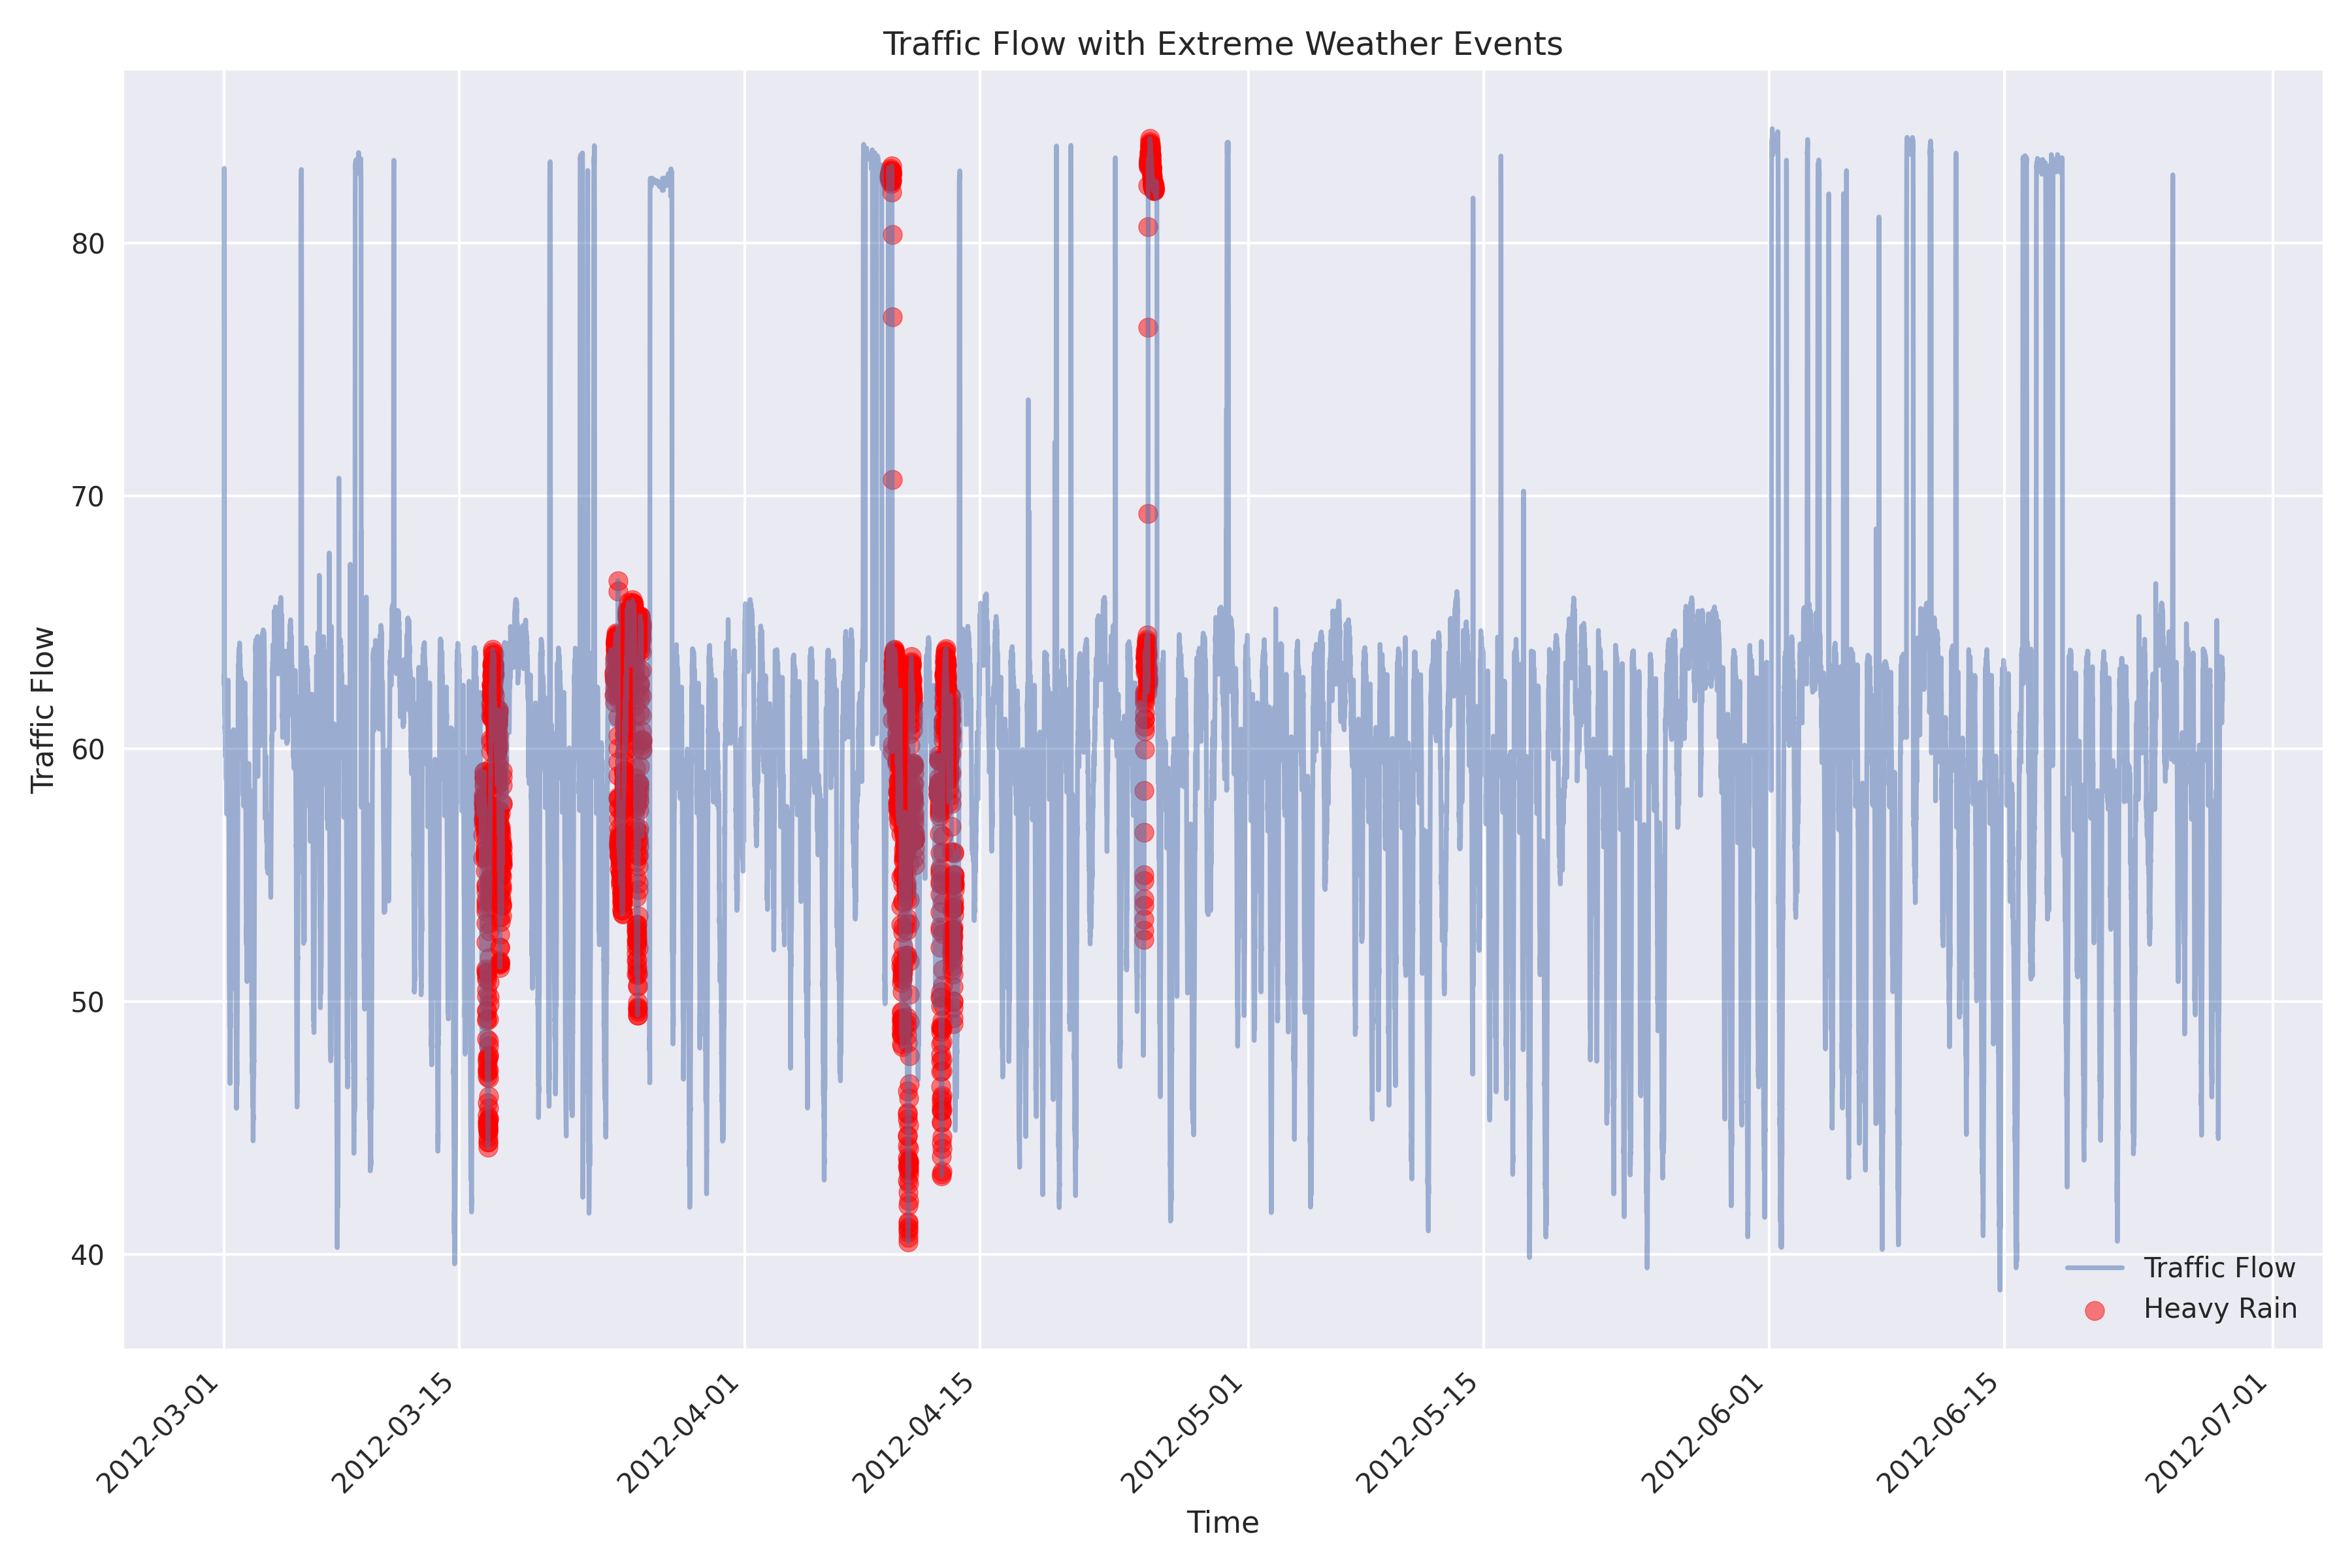 Traffic Flow with Extreme Weather Events
Traffic Flow
80
70
60
50
40
Traffic Flow
Heavy Rain
2012-03-01
2012-03-15
2012-04-01
2012-04-15
2012-05-01
2012-05-15
2012-06-01
2012-06-15
2012-07-01
Time